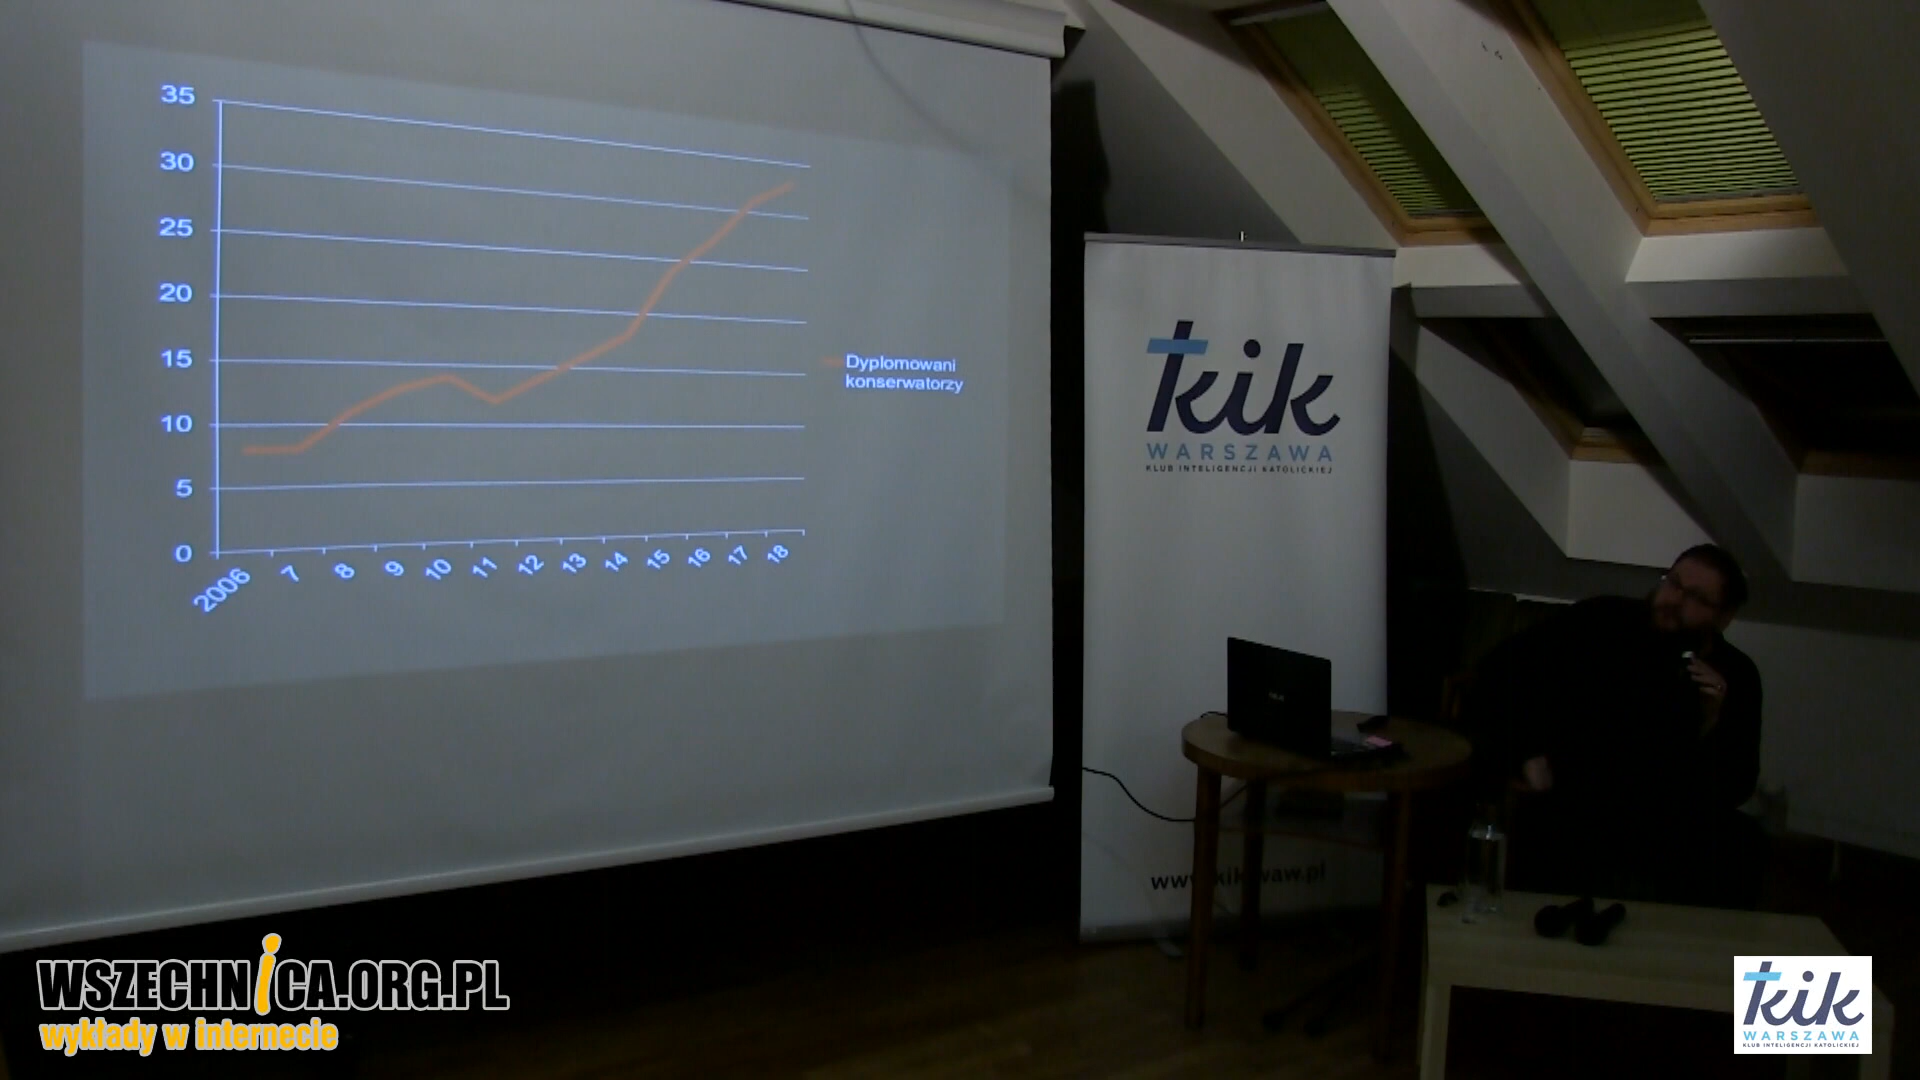 35
30
25
20
15
10
5
0
2006 7 8 9 10 11 12 13 14 15 16 17 18
Dyplomowani
konserwatorzy
kik
WARSZAWA
KLUB INTELIGENCJI KATOLICKIEJ
WSZECHNiCA.ORG.PL
wykłady w internecie
kik
WARSZAWA
KLUB INTELIGENCJI KATOLICKIEJ